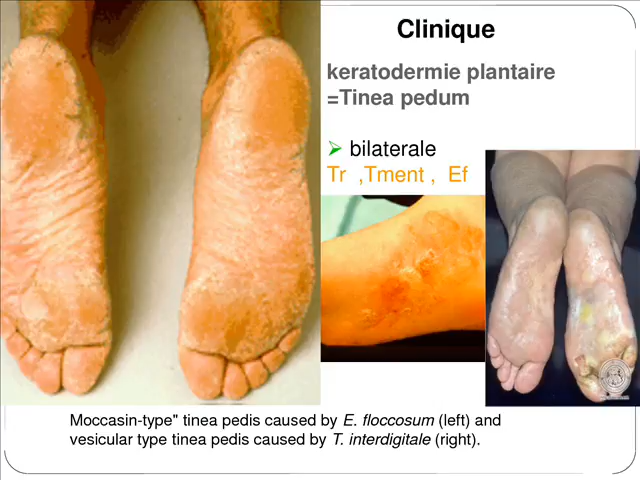 Clinique
keratodermie plantaire
=Tinea pedum
bilaterale
Tr ,Tment , Ef
Moccasin-type" tinea pedis caused by E. floccosum (left) and
vesicular type tinea pedis caused by T. interdigitale (right).